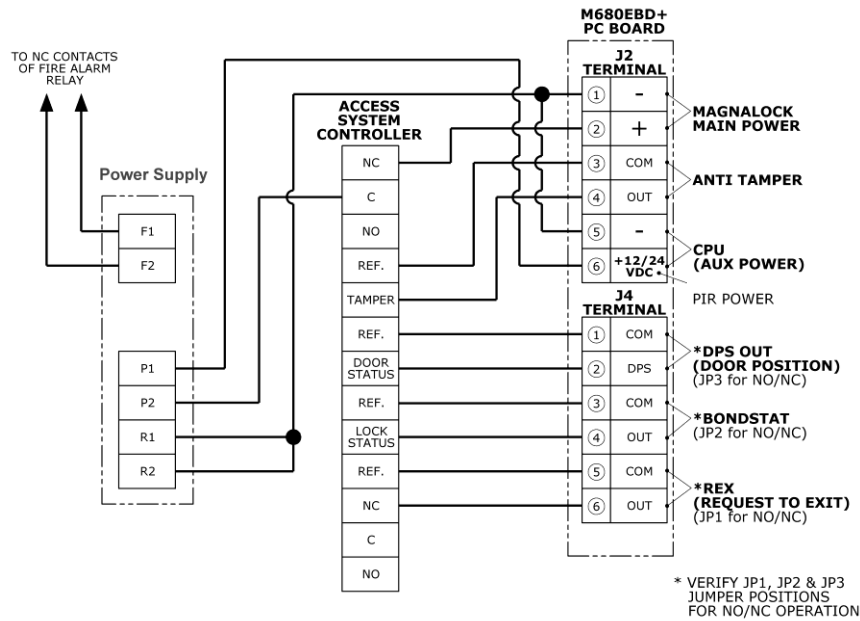 M680EBD+
PC BOARD
TO NC CONTACTS
OF FIRE ALARM
RELAY
Power Supply
F1
F2
P1
P2
R1
R2
ACCESS
SYSTEM
CONTROLLER
NC
C
NO
REF.
TAMPER
REF.
DOOR
STATUS
REF.
LOCK
STATUS
REF.
NC
C
NO
J2
TERMINAL
1 -
2 +
3 COM
4 OUT
5 -
6 +12/24
VDC
MAGNALOCK
MAIN POWER
ANTI TAMPER
CPU
(AUX POWER)
PIR POWER
J4
TERMINAL
1 COM
2 DPS
3 COM
4 OUT
5 COM
6 OUT
*DPS OUT
(DOOR POSITION)
(JP3 for NO/NC)
*BONDSTAT
(JP2 for NO/NC)
*REX
(REQUEST TO EXIT)
(JP1 for NO/NC)
* VERIFY JP1, JP2 & JP3
JUMPER POSITIONS
FOR NO/NC OPERATION